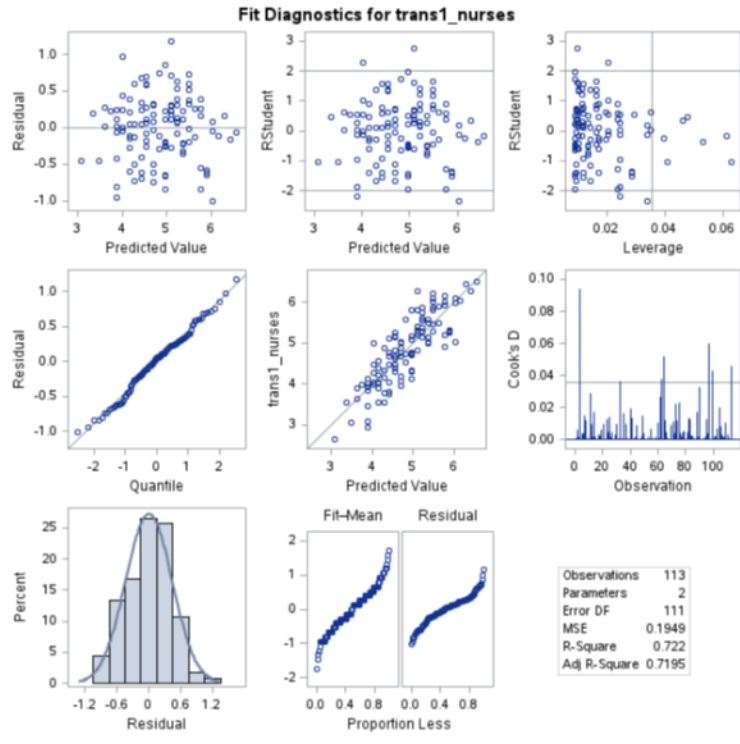 Fit Diagnostics for trans1_nurses
1.0
0.5
0.0
-0.5
-1.0
Residual
3 4 5 6
Predicted Value
3
2
1
0
-1
-2
RStudent
3 4 5 6
Predicted Value
3
2
1
0
-1
-2
RStudent
0.02 0.04 0.06
Leverage
1.0
0.5
0.0
-0.5
-1.0
Residual
-2 -1 0 1 2
Quantile
6
5
4
3
trans1_nurses
3 4 5 6
Predicted Value
0.10
0.08
0.06
0.04
0.02
0.00
Cook's D
0 20 40 60 80 100
Observation
25
20
15
10
5
0
Percent
-1.2 -0.6 0 0.6 1.2
Residual
Fit–Mean Residual
2
1
0
-1
-2
0.0 0.4 0.8 0.0 0.4 0.8
Proportion Less
Observations 113
Parameters 2
Error DF 111
MSE 0.1949
R-Square 0.722
Adj R-Square 0.7195